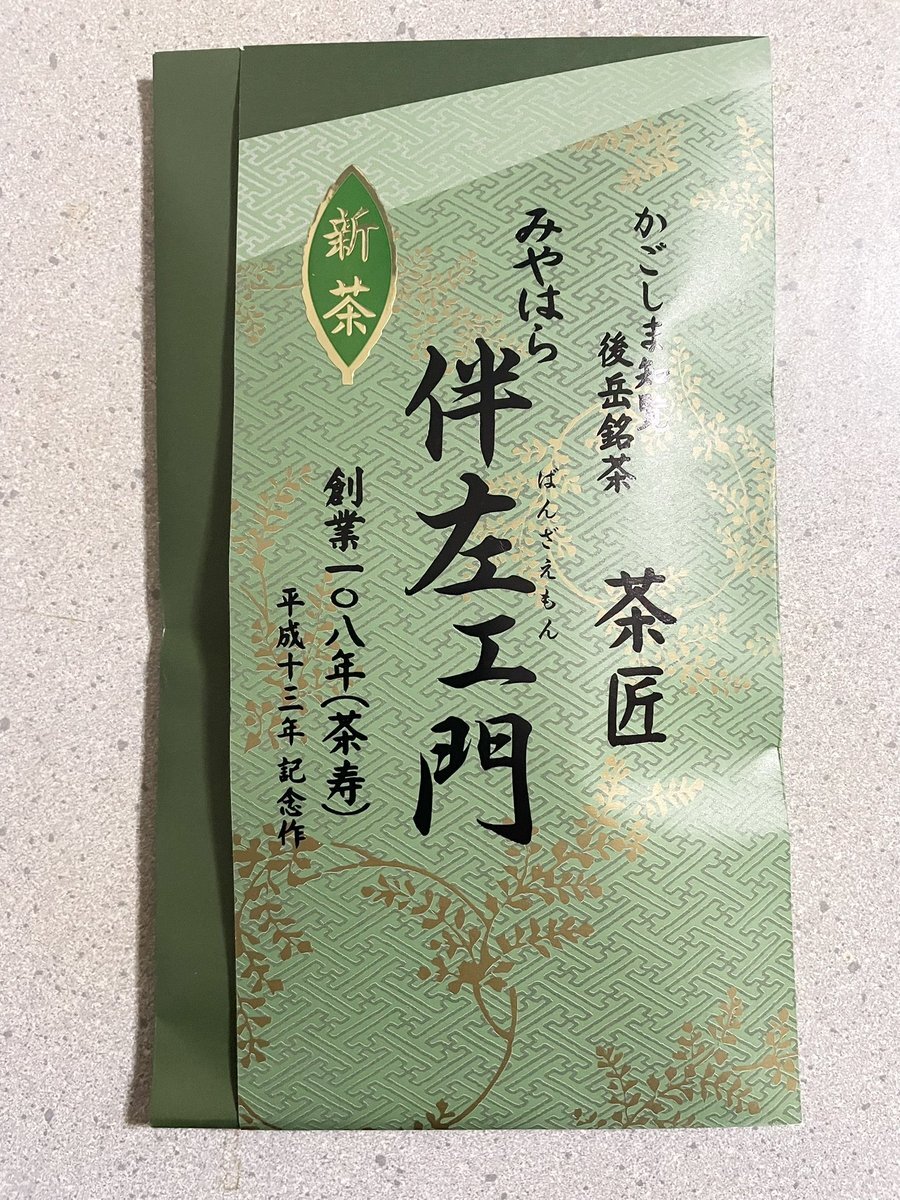 かごしま知覧
後岳銘茶
茶匠
みやはら
伴左エ門
ばんざえもん
創業一〇八年(茶寿)
平成十三年 記念作
新茶